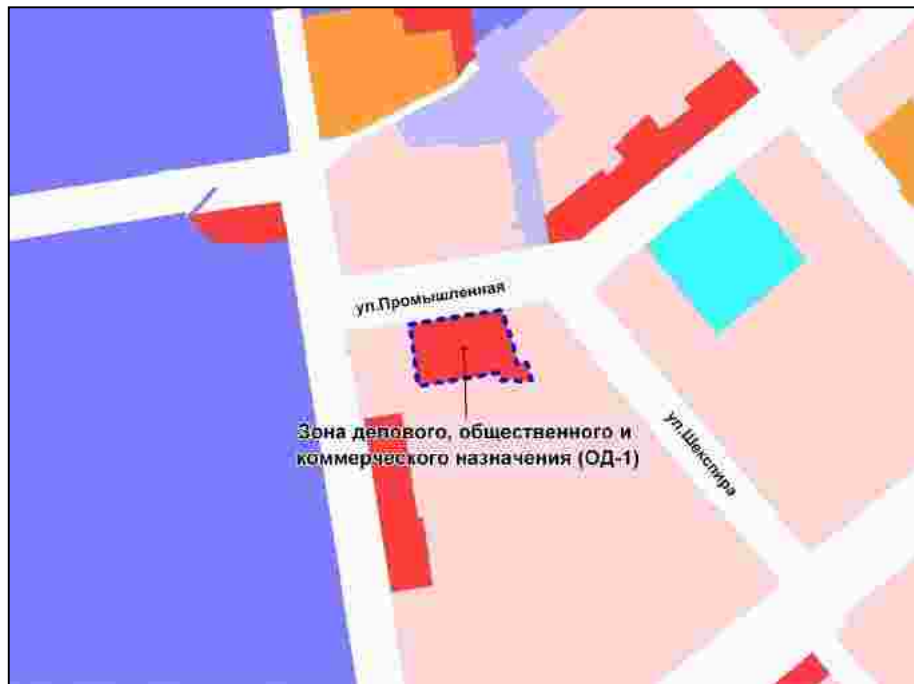 ул.Промышленная
Зона делового, общественного и
коммерческого назначения (ОД-1)
ул.Шекспира